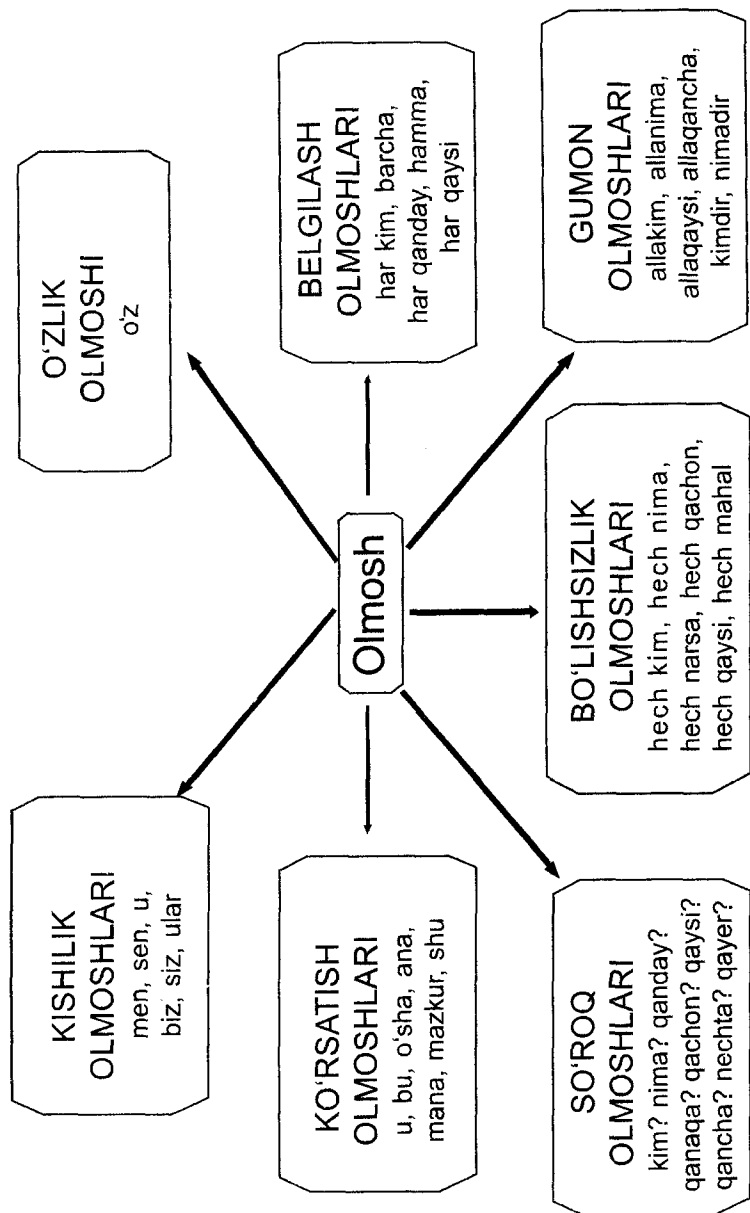 KISHILIK
OLMOSHLARI
men, sen, u,
biz, siz, ular
O‘ZLIK
OLMOSHI
o‘z
KO‘RSATISH
OLMOSHLARI
u, bu, o‘sha, ana,
mana, mazkur, shu
Olmosh
BELGILASH
OLMOSHLARI
har kim, barcha,
har qanday, hamma,
har qaysi
SO‘ROQ
OLMOSHLARI
kim? nima? qanday?
qanaqa? qachon? qaysi?
qancha? nechta? qayer?
BO‘LISHSIZLIK
OLMOSHLARI
hech kim, hech nima,
hech narsa, hech qachon,
hech qaysi, hech mahal
GUMON
OLMOSHLARI
allakim, allanima,
allaqaysi, allaqancha,
kimdir, nimadir